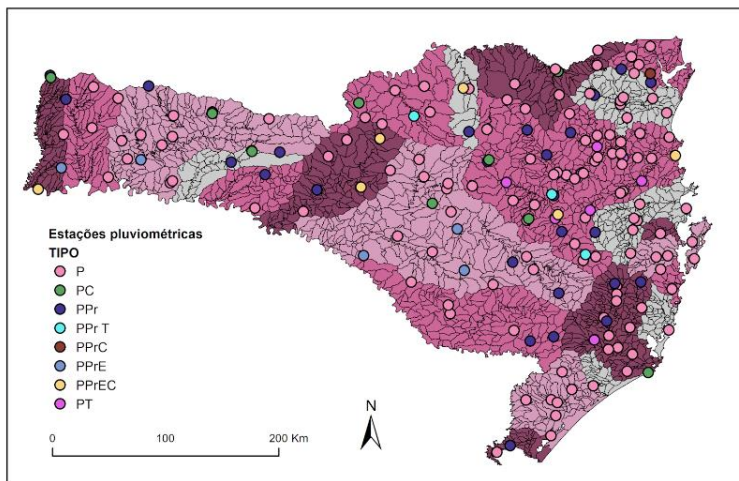 Estações pluviométricas
TIPO
P
PC
PPr
PPr T
PPrC
PPrE
PPrEC
PT
N
0 100 200 Km